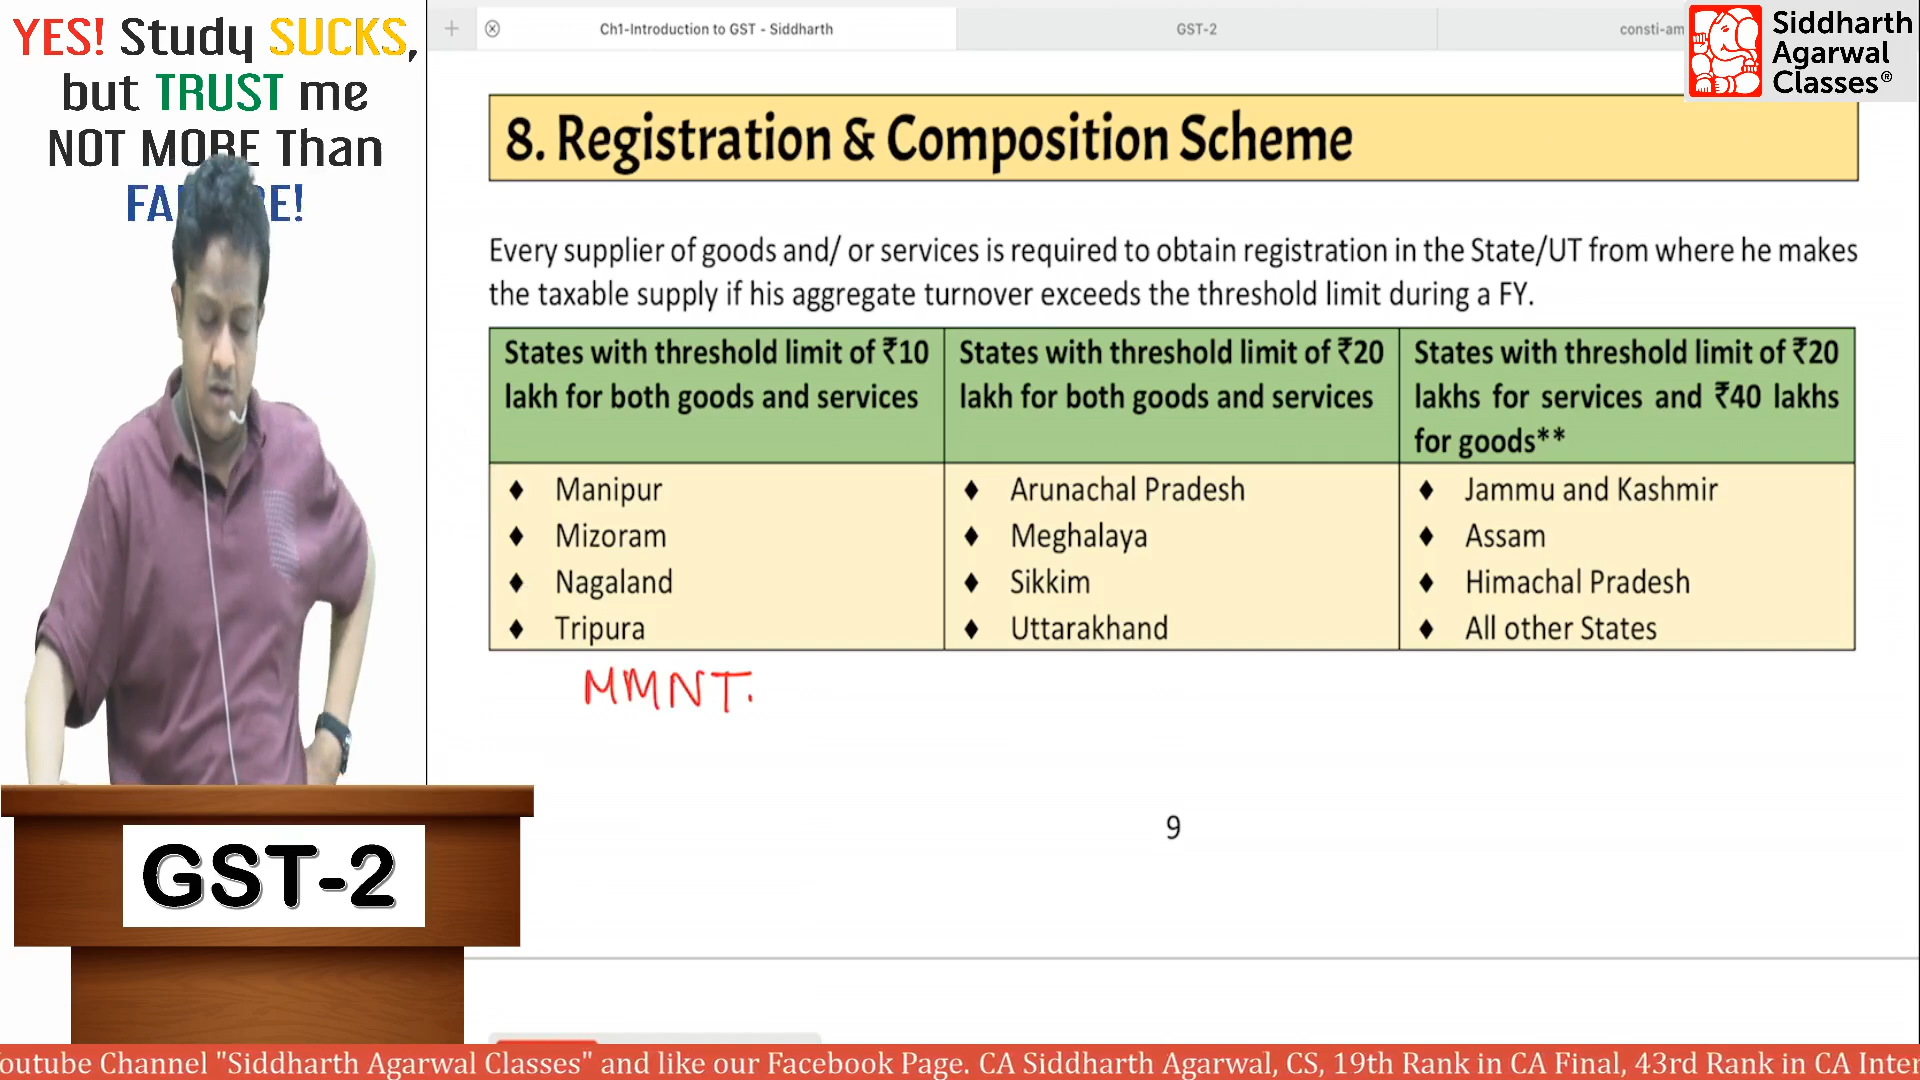 YES! Study SUCKS,
but TRUST me
NOT MORE Than
Ch1-Introduction to GST - Siddharth
GST-2
consti-am
Siddharth
Agarwal
Classes®
8. Registration & Composition Scheme
Every supplier of goods and/ or services is required to obtain registration in the State/UT from where he makes
the taxable supply if his aggregate turnover exceeds the threshold limit during a FY.
States with threshold limit of ₹10
lakh for both goods and services
States with threshold limit of ₹20
lakh for both goods and services
States with threshold limit of ₹20
lakhs for services and ₹40 lakhs
for goods**
♦ Manipur
♦ Mizoram
♦ Nagaland
♦ Tripura
♦ Arunachal Pradesh
♦ Meghalaya
♦ Sikkim
♦ Uttarakhand
♦ Jammu and Kashmir
♦ Assam
♦ Himachal Pradesh
♦ All other States
MMNT.
9
GST-2
outube Channel "Siddharth Agarwal Classes" and like our Facebook Page. CA Siddharth Agarwal, CS, 19th Rank in CA Final, 43rd Rank in CA Inter